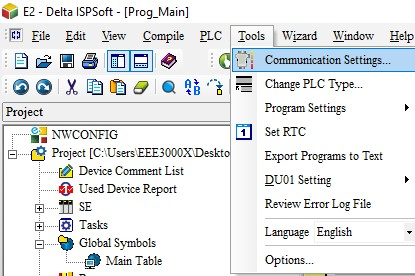 E2 - Delta ISPSoft - [Prog_Main]
File Edit View Compile PLC Tools Wizard Window Help
Communication Settings...
Change PLC Type...
Project
Program Settings
NWCONFIG
1 Set RTC
Project [C:\Users\EEE3000X\Deskto
Export Programs to Text
Device Comment List
DU01 Setting
Used Device Report
Review Error Log File
SE
Tasks
Language English
Global Symbols
Main Table
Options...